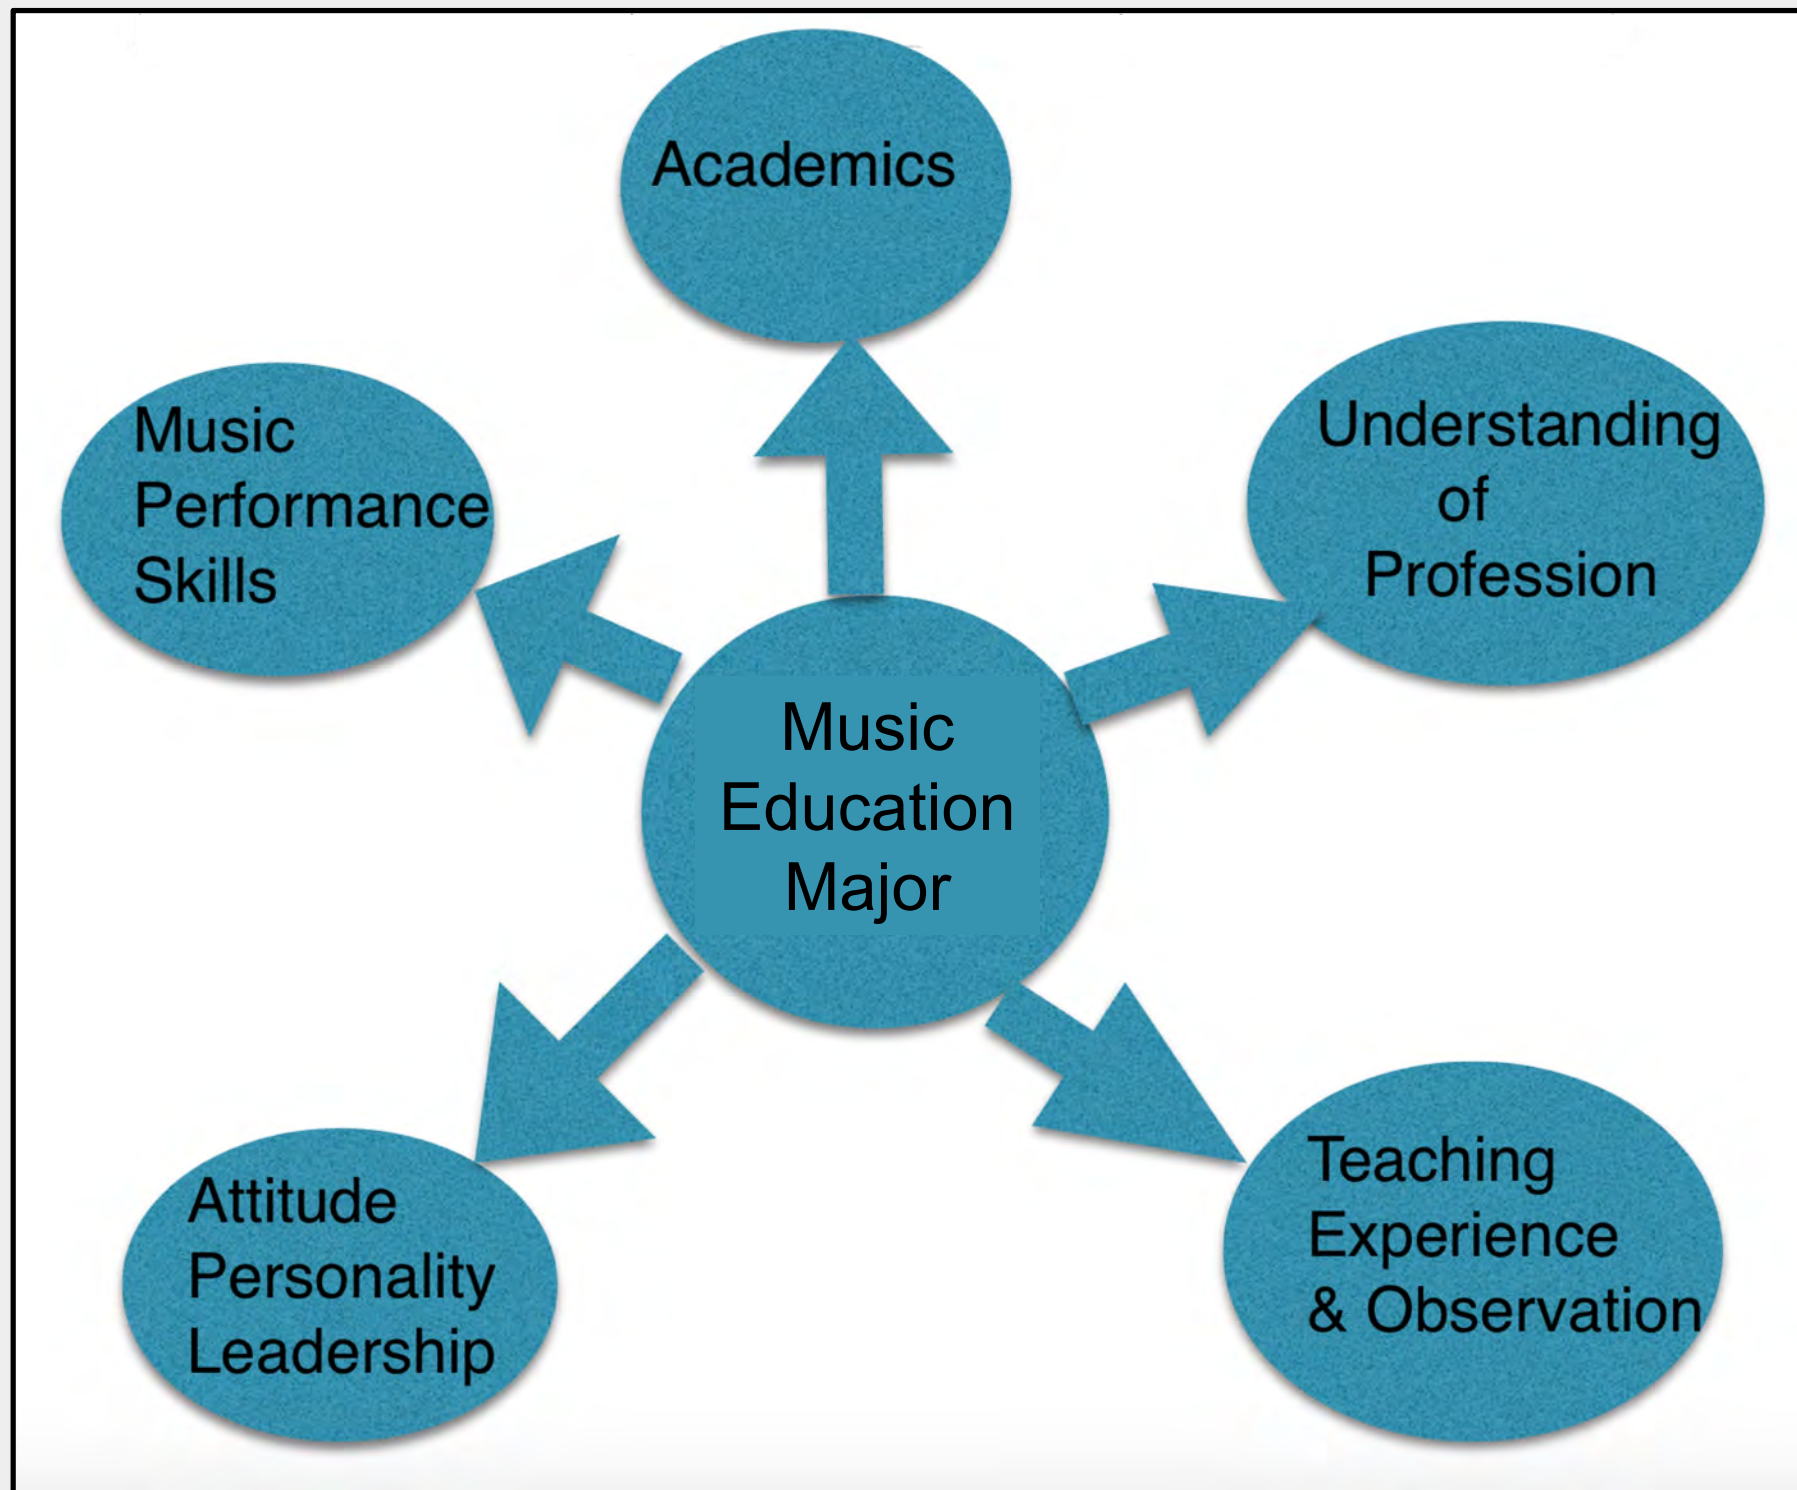 Academics
Music
Performance
Skills
Understanding
of
Profession
Music
Education
Major
Attitude
Personality
Leadership
Teaching
Experience
& Observation